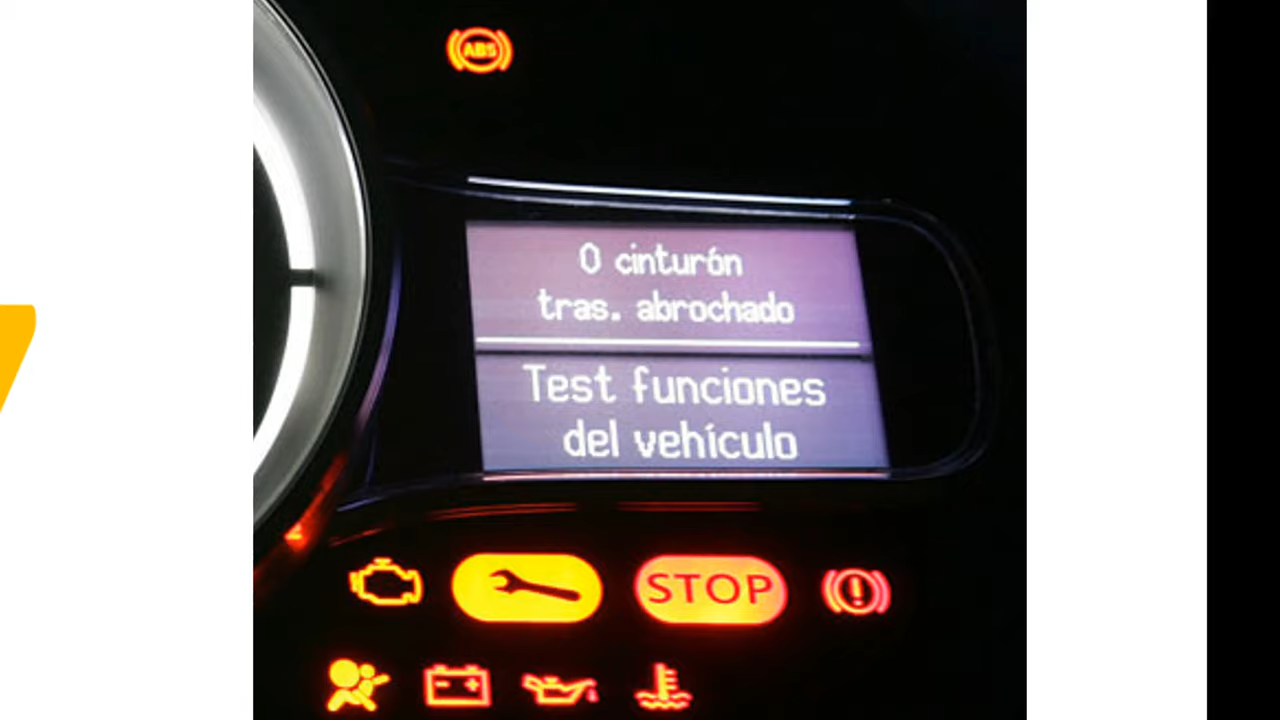 ABS
0 cinturón
tras. abrochado
Test funciones
del vehículo
STOP